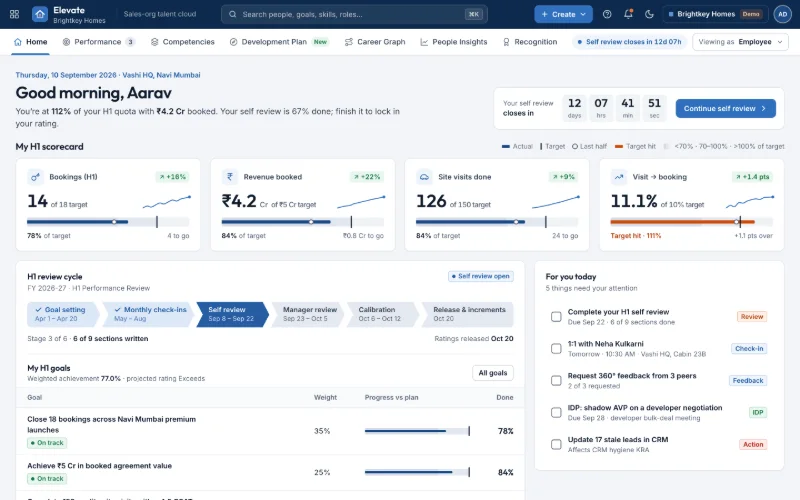 Elevate
Brightkey Homes
Sales-org talent cloud
Search people, goals, skills, roles...
⌘K
+ Create
Brightkey Homes
Demo
AD
Home
Performance 3
Competencies
Development Plan New
Career Graph
People Insights
Recognition
Self review closes in 12d 07h
Viewing as Employee
Thursday, 10 September 2026 · Vashi HQ, Navi Mumbai
Good morning, Aarav
You're at 112% of your H1 quota with ₹4.2 Cr booked. Your self review is 67% done; finish it to lock in
your rating.
Your self review
closes in
12 days
07 hrs
41 min
51 sec
Continue self review
My H1 scorecard
Actual
Target
Last half
Target hit
<70% · 70–100% · >100% of target
Bookings (H1)
+16%
14 of 18 target
78% of target
4 to go
Revenue booked
+22%
₹4.2 Cr of ₹5 Cr target
84% of target
₹0.8 Cr to go
Site visits done
+9%
126 of 150 target
84% of target
24 to go
Visit → booking
+1.4 pts
11.1% of 10% target
Target hit · 111%
+1.1 pts over
H1 review cycle
FY 2026-27 · H1 Performance Review
Self review open
Goal setting
Apr 1 – Apr 20
Monthly check-ins
May – Aug
Self review
Sep 8 – Sep 22
Manager review
Sep 23 – Oct 5
Calibration
Oct 6 – Oct 12
Release & increments
Oct 20
Stage 3 of 6 · 6 of 9 sections written
Ratings released Oct 20
My H1 goals
Weighted achievement 77.0% · projected rating Exceeds
All goals
Goal
Weight
Progress vs plan
Done
Close 18 bookings across Navi Mumbai premium
launches
On track
35%
78%
Achieve ₹5 Cr in booked agreement value
On track
25%
84%
For you today
5 things need your attention
Complete your H1 self review
Due Sep 22 · 6 of 9 sections done
Review
1:1 with Neha Kulkarni
Tomorrow · 10:30 AM · Vashi HQ, Cabin 23B
Check-in
Request 360° feedback from 3 peers
2 of 3 requested
Feedback
IDP: shadow AVP on a developer negotiation
Due Sep 28 · developer bulk-deal meeting
IDP
Update 17 stale leads in CRM
Affects CRM hygiene KRA
Action